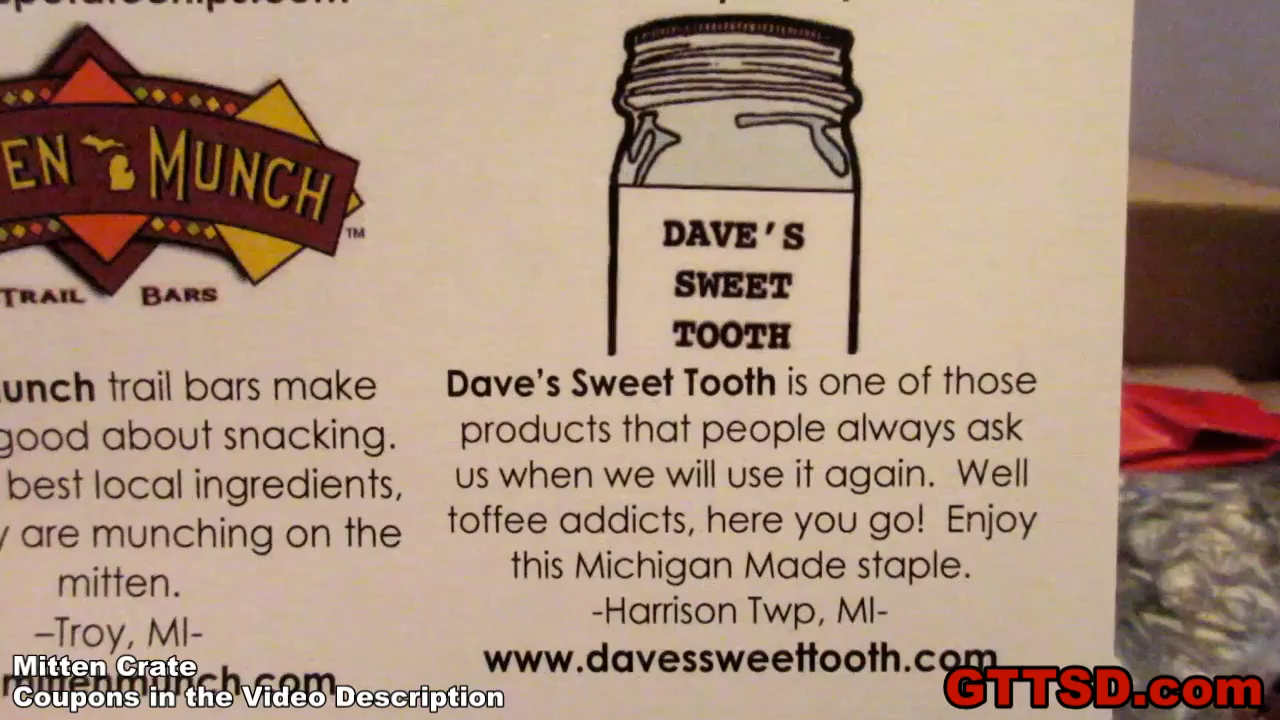 EN MUNCH
TM
TRAIL BARS
unch trail bars make
good about snacking.
best local ingredients,
y are munching on the
mitten.
–Troy, MI-
DAVE'S
SWEET
TOOTH
Dave's Sweet Tooth is one of those
products that people always ask
us when we will use it again. Well
toffee addicts, here you go! Enjoy
this Michigan Made staple.
-Harrison Twp, MI-
www.davessweettooth.com
Mitten Crate
Coupons in the Video Description
GTTSD.com